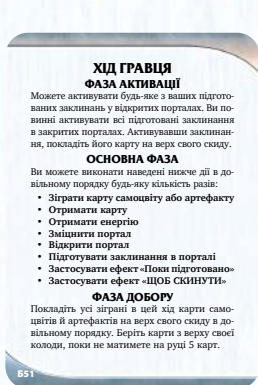 ХІД ГРАВЦЯ
ФАЗА АКТИВАЦІЇ
Можете активувати будь-яке з ваших підгото-
ваних заклинань у відкритих порталах. Ви по-
винні активувати всі підготовані заклинання
в закритих порталах. Активувавши заклинан-
ня, покладіть його карту на верх свого скиду.
ОСНОВНА ФАЗА
Ви можете виконати наведені нижче дії в до-
вільному порядку будь-яку кількість разів:
• Зіграти карту самоцвіту або артефакту
• Отримати карту
• Отримати енергію
• Зміцнити портал
• Відкрити портал
• Підготувати заклинання в порталі
• Застосувати ефект «Поки підготовано»
• Застосувати ефект «ЩОБ СКИНУТИ»
ФАЗА ДОБОРУ
Покладіть усі зіграні в цей хід карти само-
цвітів й артефактів на верх свого скиду в до-
вільному порядку. Беріть карти з верху своєї
колоди, поки не матимете на руці 5 карт.
Б51